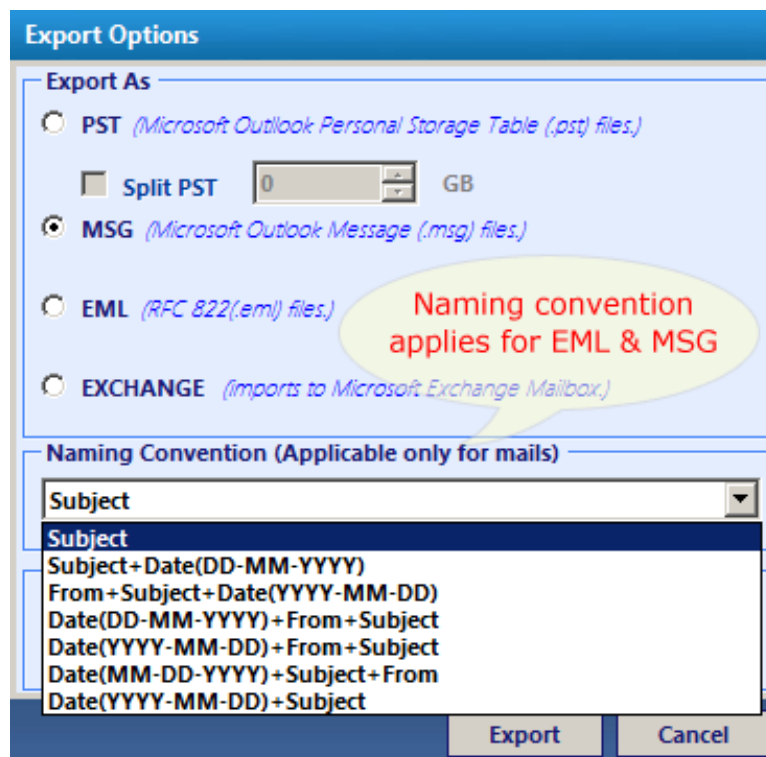 Export Options
Export As
PST (Microsoft Outllook Personal Storage Table (.pst) files.)
Split PST 0 GB
MSG (Microsoft Outlook Message (.msg) files.)
EML (RFC 822(.eml) files.)
Naming convention
applies for EML & MSG
EXCHANGE (imports to Microsoft Exchange Mailbox.)
Naming Convention (Applicable only for mails)
Subject
Subject
Subject+Date(DD-MM-YYYY)
From+Subject+Date(YYYY-MM-DD)
Date(DD-MM-YYYY)+From+Subject
Date(YYYY-MM-DD)+From+Subject
Date(MM-DD-YYYY)+Subject+From
Date(YYYY-MM-DD)+Subject
Export Cancel